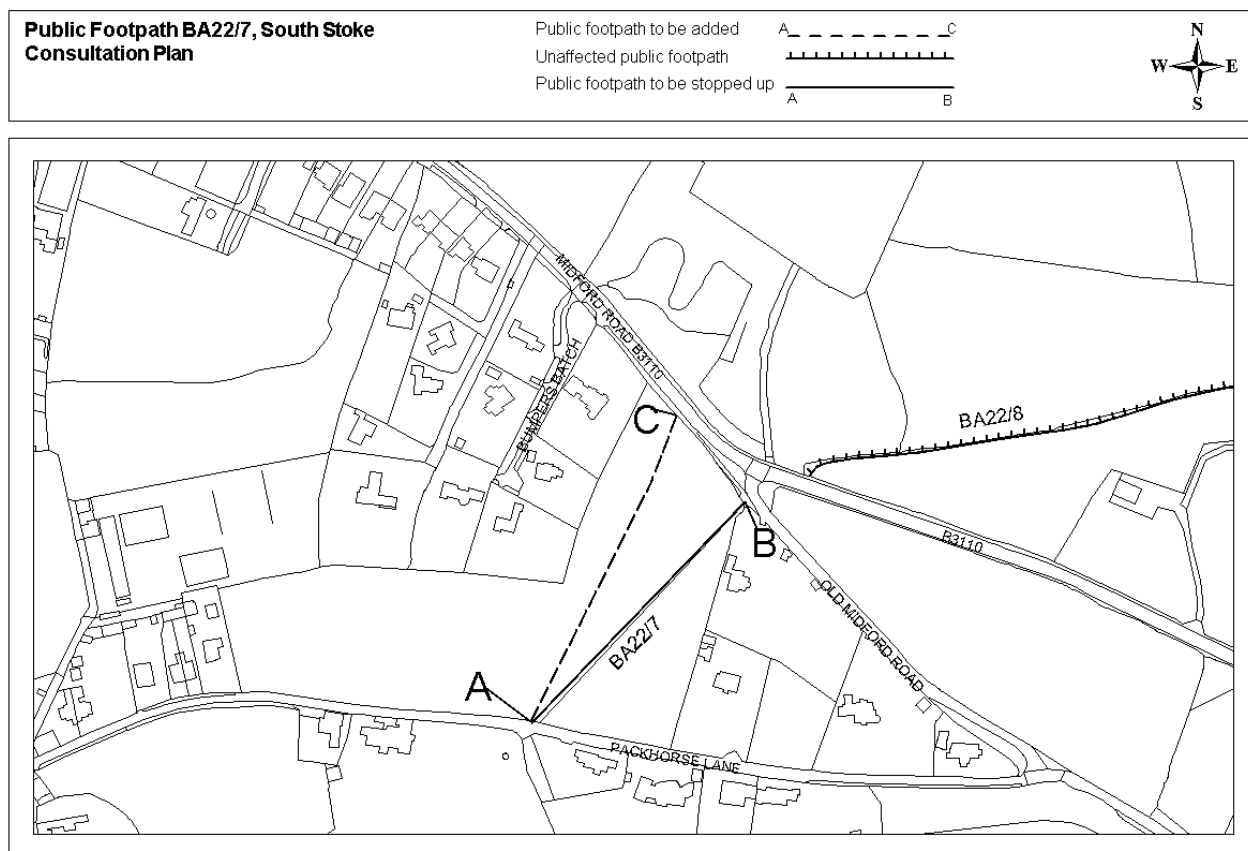 Public Footpath BA22/7, South Stoke
Consultation Plan
Public footpath to be added
A C
Unaffected public footpath
Public footpath to be stopped up
A B
N
W E
S
MIDFORD ROAD B3110
BUMPERS BATCH
C
BA22/8
B
B3110
OLD MIDFORD ROAD
BA22/7
A
PACKHORSE LANE